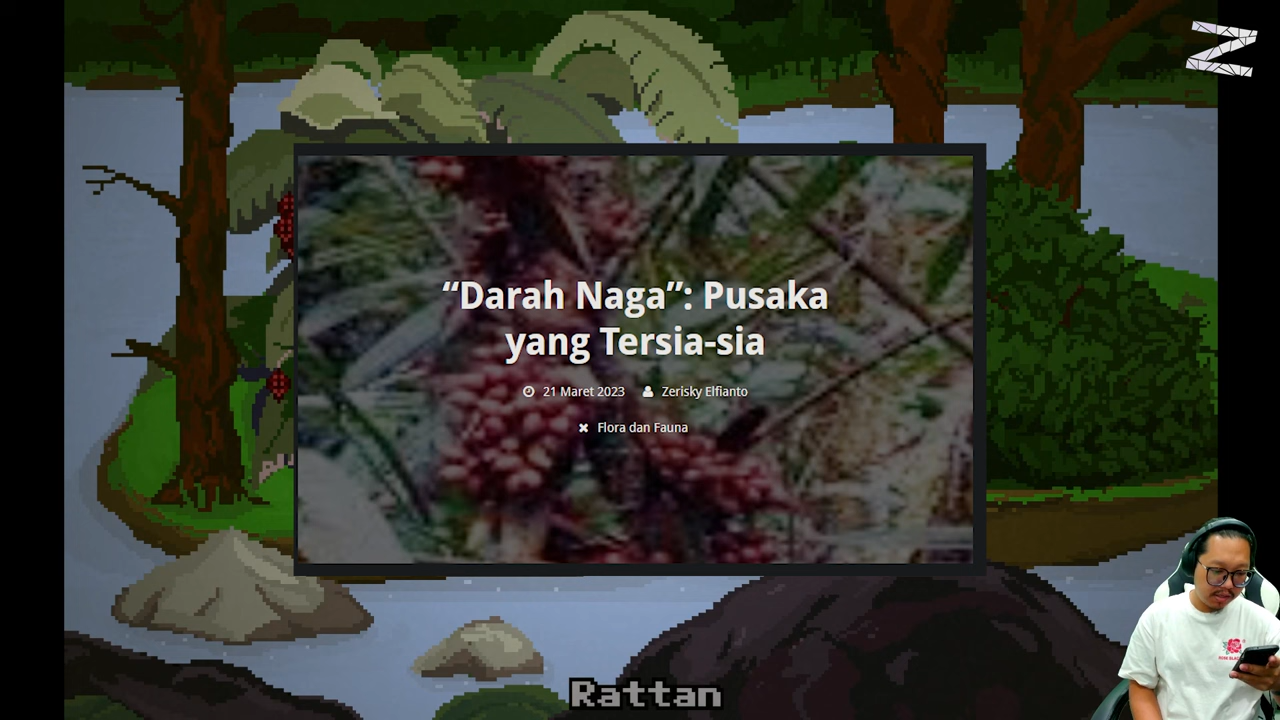 “Darah Naga”: Pusaka
yang Tersia-sia
21 Maret 2023 Zerisky Elfianto
Flora dan Fauna
Rattan